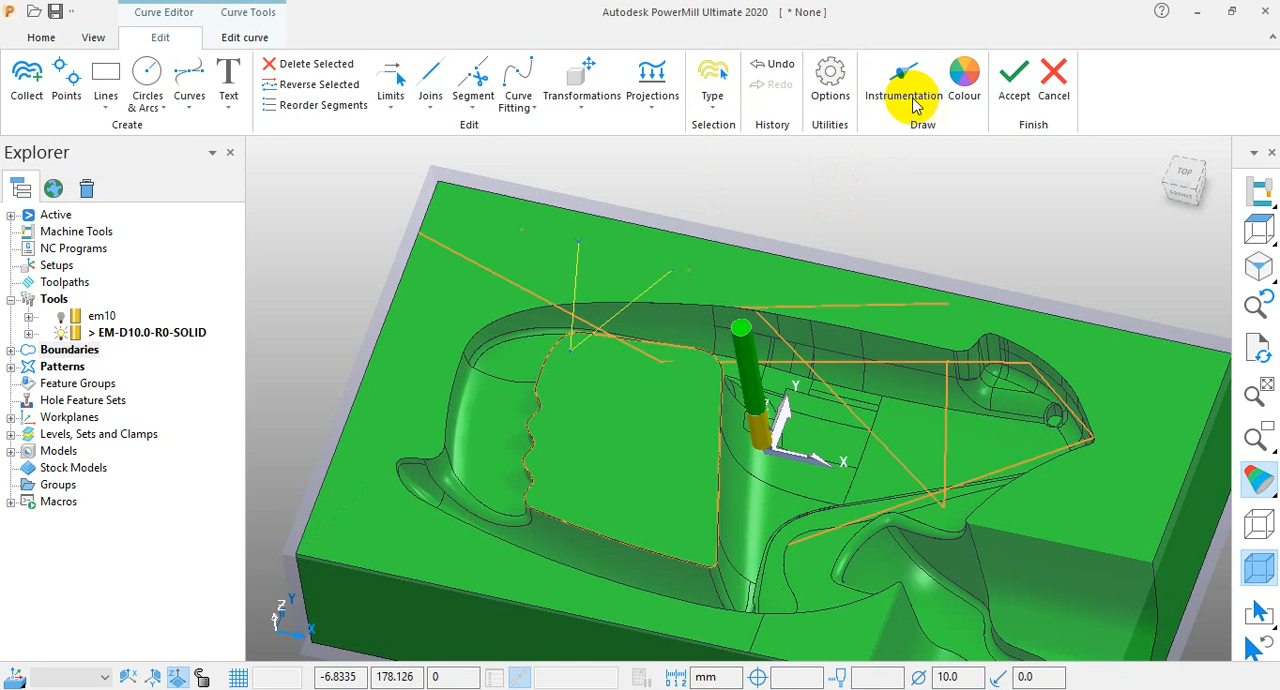 Curve Editor Curve Tools Autodesk PowerMill Ultimate 2020 [ * None ]
Home View Edit Edit curve
Collect Points Lines Circles & Arcs Curves Text
Create
Delete Selected
Reverse Selected
Reorder Segments
Limits Joins Segment Curve Fitting Transformations Projections
Edit
Type
Selection
Undo
Redo
History
Options
Utilities
Instrumentation Colour
Draw
Accept Cancel
Finish
Explorer
Active
Machine Tools
NC Programs
Setups
Toolpaths
Tools
em10
> EM-D10.0-R0-SOLID
Boundaries
Patterns
Feature Groups
Hole Feature Sets
Workplanes
Levels, Sets and Clamps
Models
Stock Models
Groups
Macros
TOP
Y
X
Z
Y
X
-6.8335 178.126 0 mm 10.0 0.0